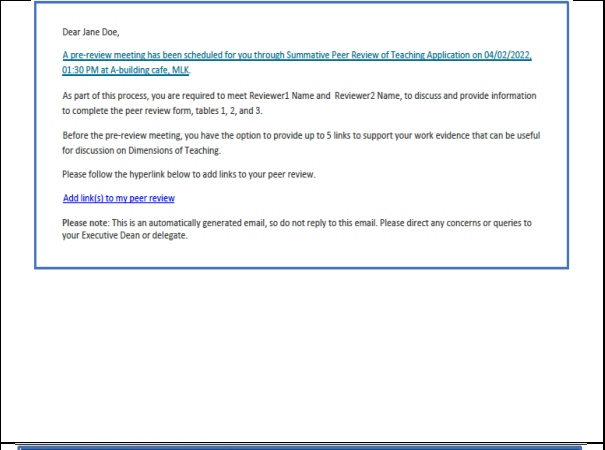 Dear Jane Doe,
A pre-review meeting has been scheduled for you through Summative Peer Review of Teaching Application on 04/02/2022,
01:30 PM at A-building cafe, MLK.
As part of this process, you are required to meet Reviewer1 Name and Reviewer2 Name, to discuss and provide information
to complete the peer review form, tables 1, 2, and 3.
Before the pre-review meeting, you have the option to provide up to 5 links to support your work evidence that can be useful
for discussion on Dimensions of Teaching.
Please follow the hyperlink below to add links to your peer review.
Add link(s) to my peer review
Please note: This is an automatically generated email, so do not reply to this email. Please direct any concerns or queries to
your Executive Dean or delegate.